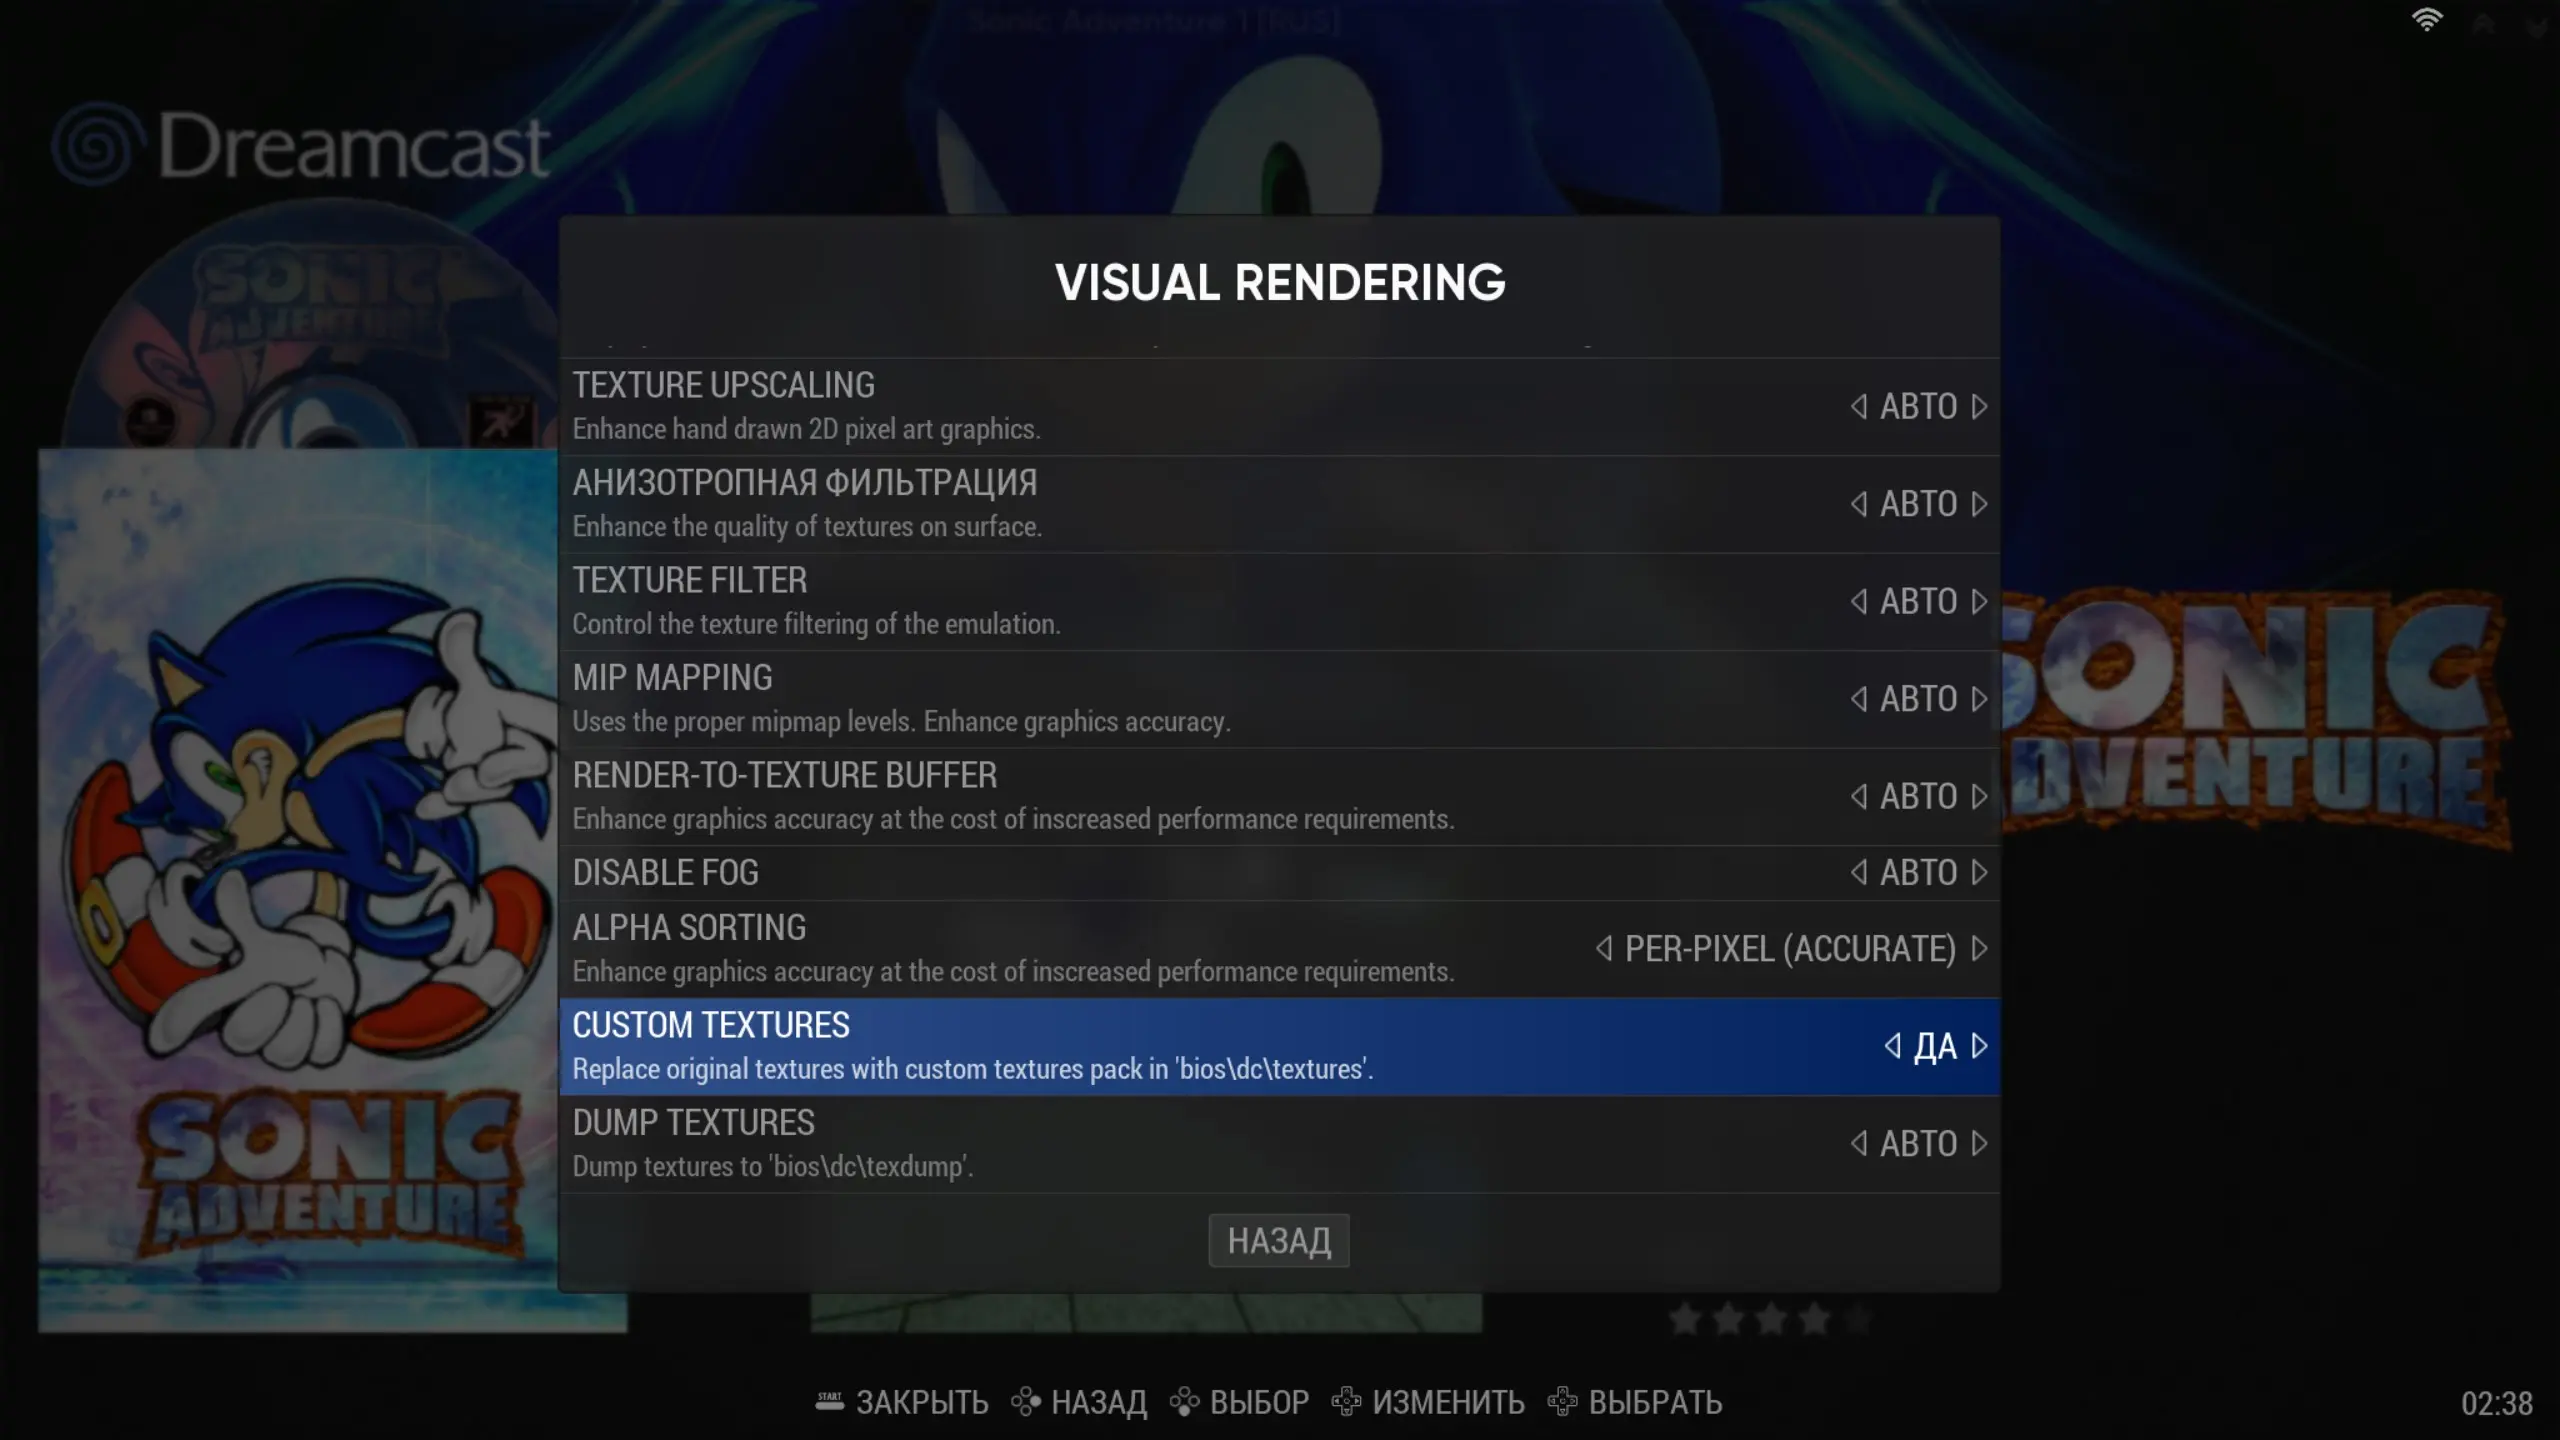 Sonic Adventure 1 [RUS]
Dreamcast
SONIC
ADVENTURE
VISUAL RENDERING
TEXTURE UPSCALING
Enhance hand drawn 2D pixel art graphics.
АВТО
АНИЗОТРОПНАЯ ФИЛЬТРАЦИЯ
Enhance the quality of textures on surface.
АВТО
TEXTURE FILTER
Control the texture filtering of the emulation.
АВТО
MIP MAPPING
Uses the proper mipmap levels. Enhance graphics accuracy.
АВТО
RENDER-TO-TEXTURE BUFFER
Enhance graphics accuracy at the cost of inscreased performance requirements.
АВТО
DISABLE FOG
АВТО
ALPHA SORTING
Enhance graphics accuracy at the cost of inscreased performance requirements.
PER-PIXEL (ACCURATE)
CUSTOM TEXTURES
Replace original textures with custom textures pack in 'bios\dc\textures'.
ДА
DUMP TEXTURES
Dump textures to 'bios\dc\texdump'.
АВТО
НАЗАД
SONIC
ADVENTURE
SONIC
ADVENTURE
START ЗАКРЫТЬ НАЗАД ВЫБОР ИЗМЕНИТЬ ВЫБРАТЬ
02:38